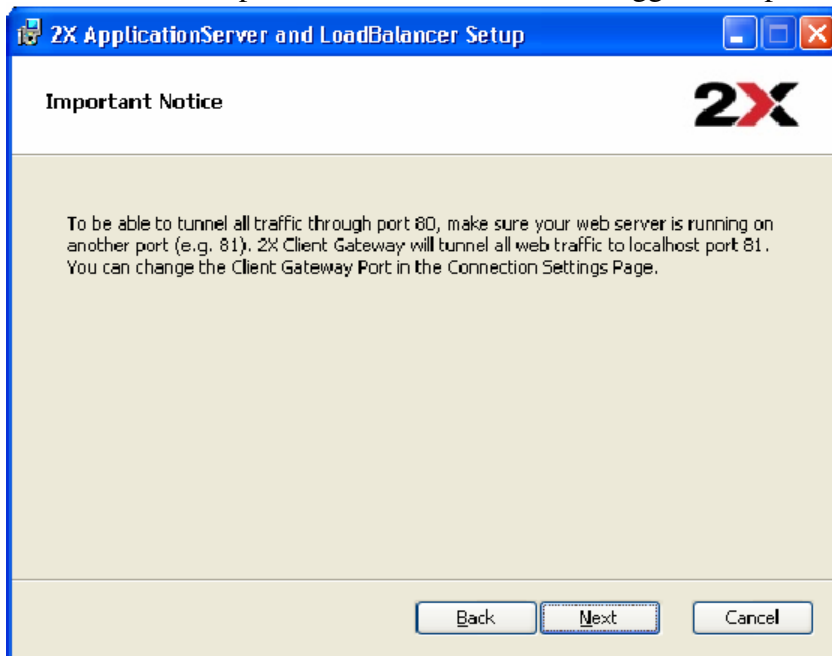 2X ApplicationServer and LoadBalancer Setup
Important Notice
2X
To be able to tunnel all traffic through port 80, make sure your web server is running on
another port (e.g. 81). 2X Client Gateway will tunnel all web traffic to localhost port 81.
You can change the Client Gateway Port in the Connection Settings Page.
Back
Next
Cancel